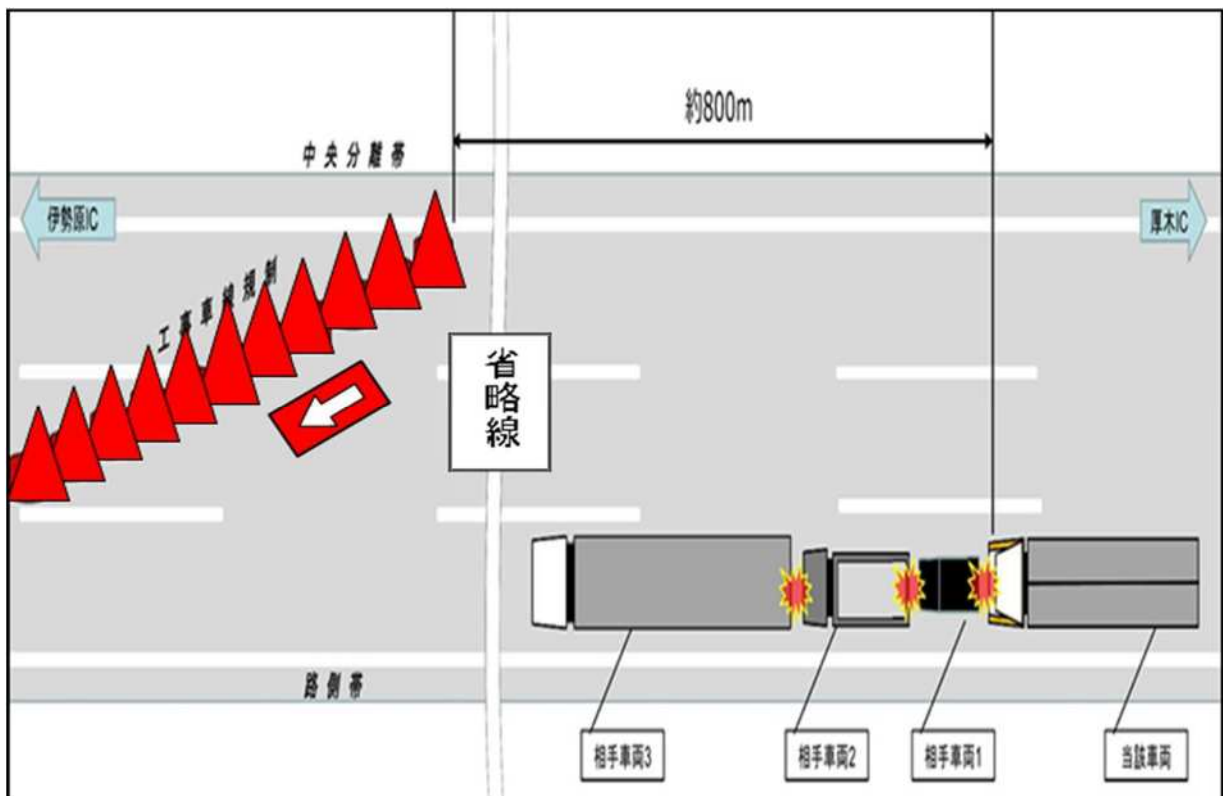 約800m
中央分離帯
伊勢原IC
厚木IC
工事車線規制
省略線
路側帯
相手車両3
相手車両2
相手車両1
当該車両